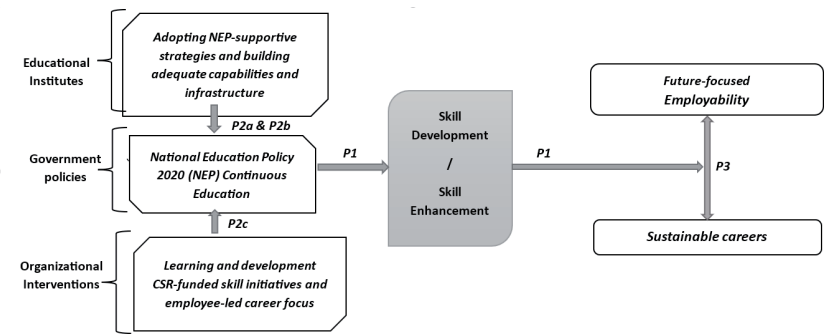 Educational
Institutes
Adopting NEP-supportive
strategies and building
adequate capabilities and
infrastructure
P2a & P2b
Government
policies
National Education Policy
2020 (NEP) Continuous
Education
P1
P2c
Organizational
Interventions
Learning and development
CSR-funded skill initiatives and
employee-led career focus
Skill
Development
/
Skill
Enhancement
P1
Future-focused
Employability
P3
Sustainable careers